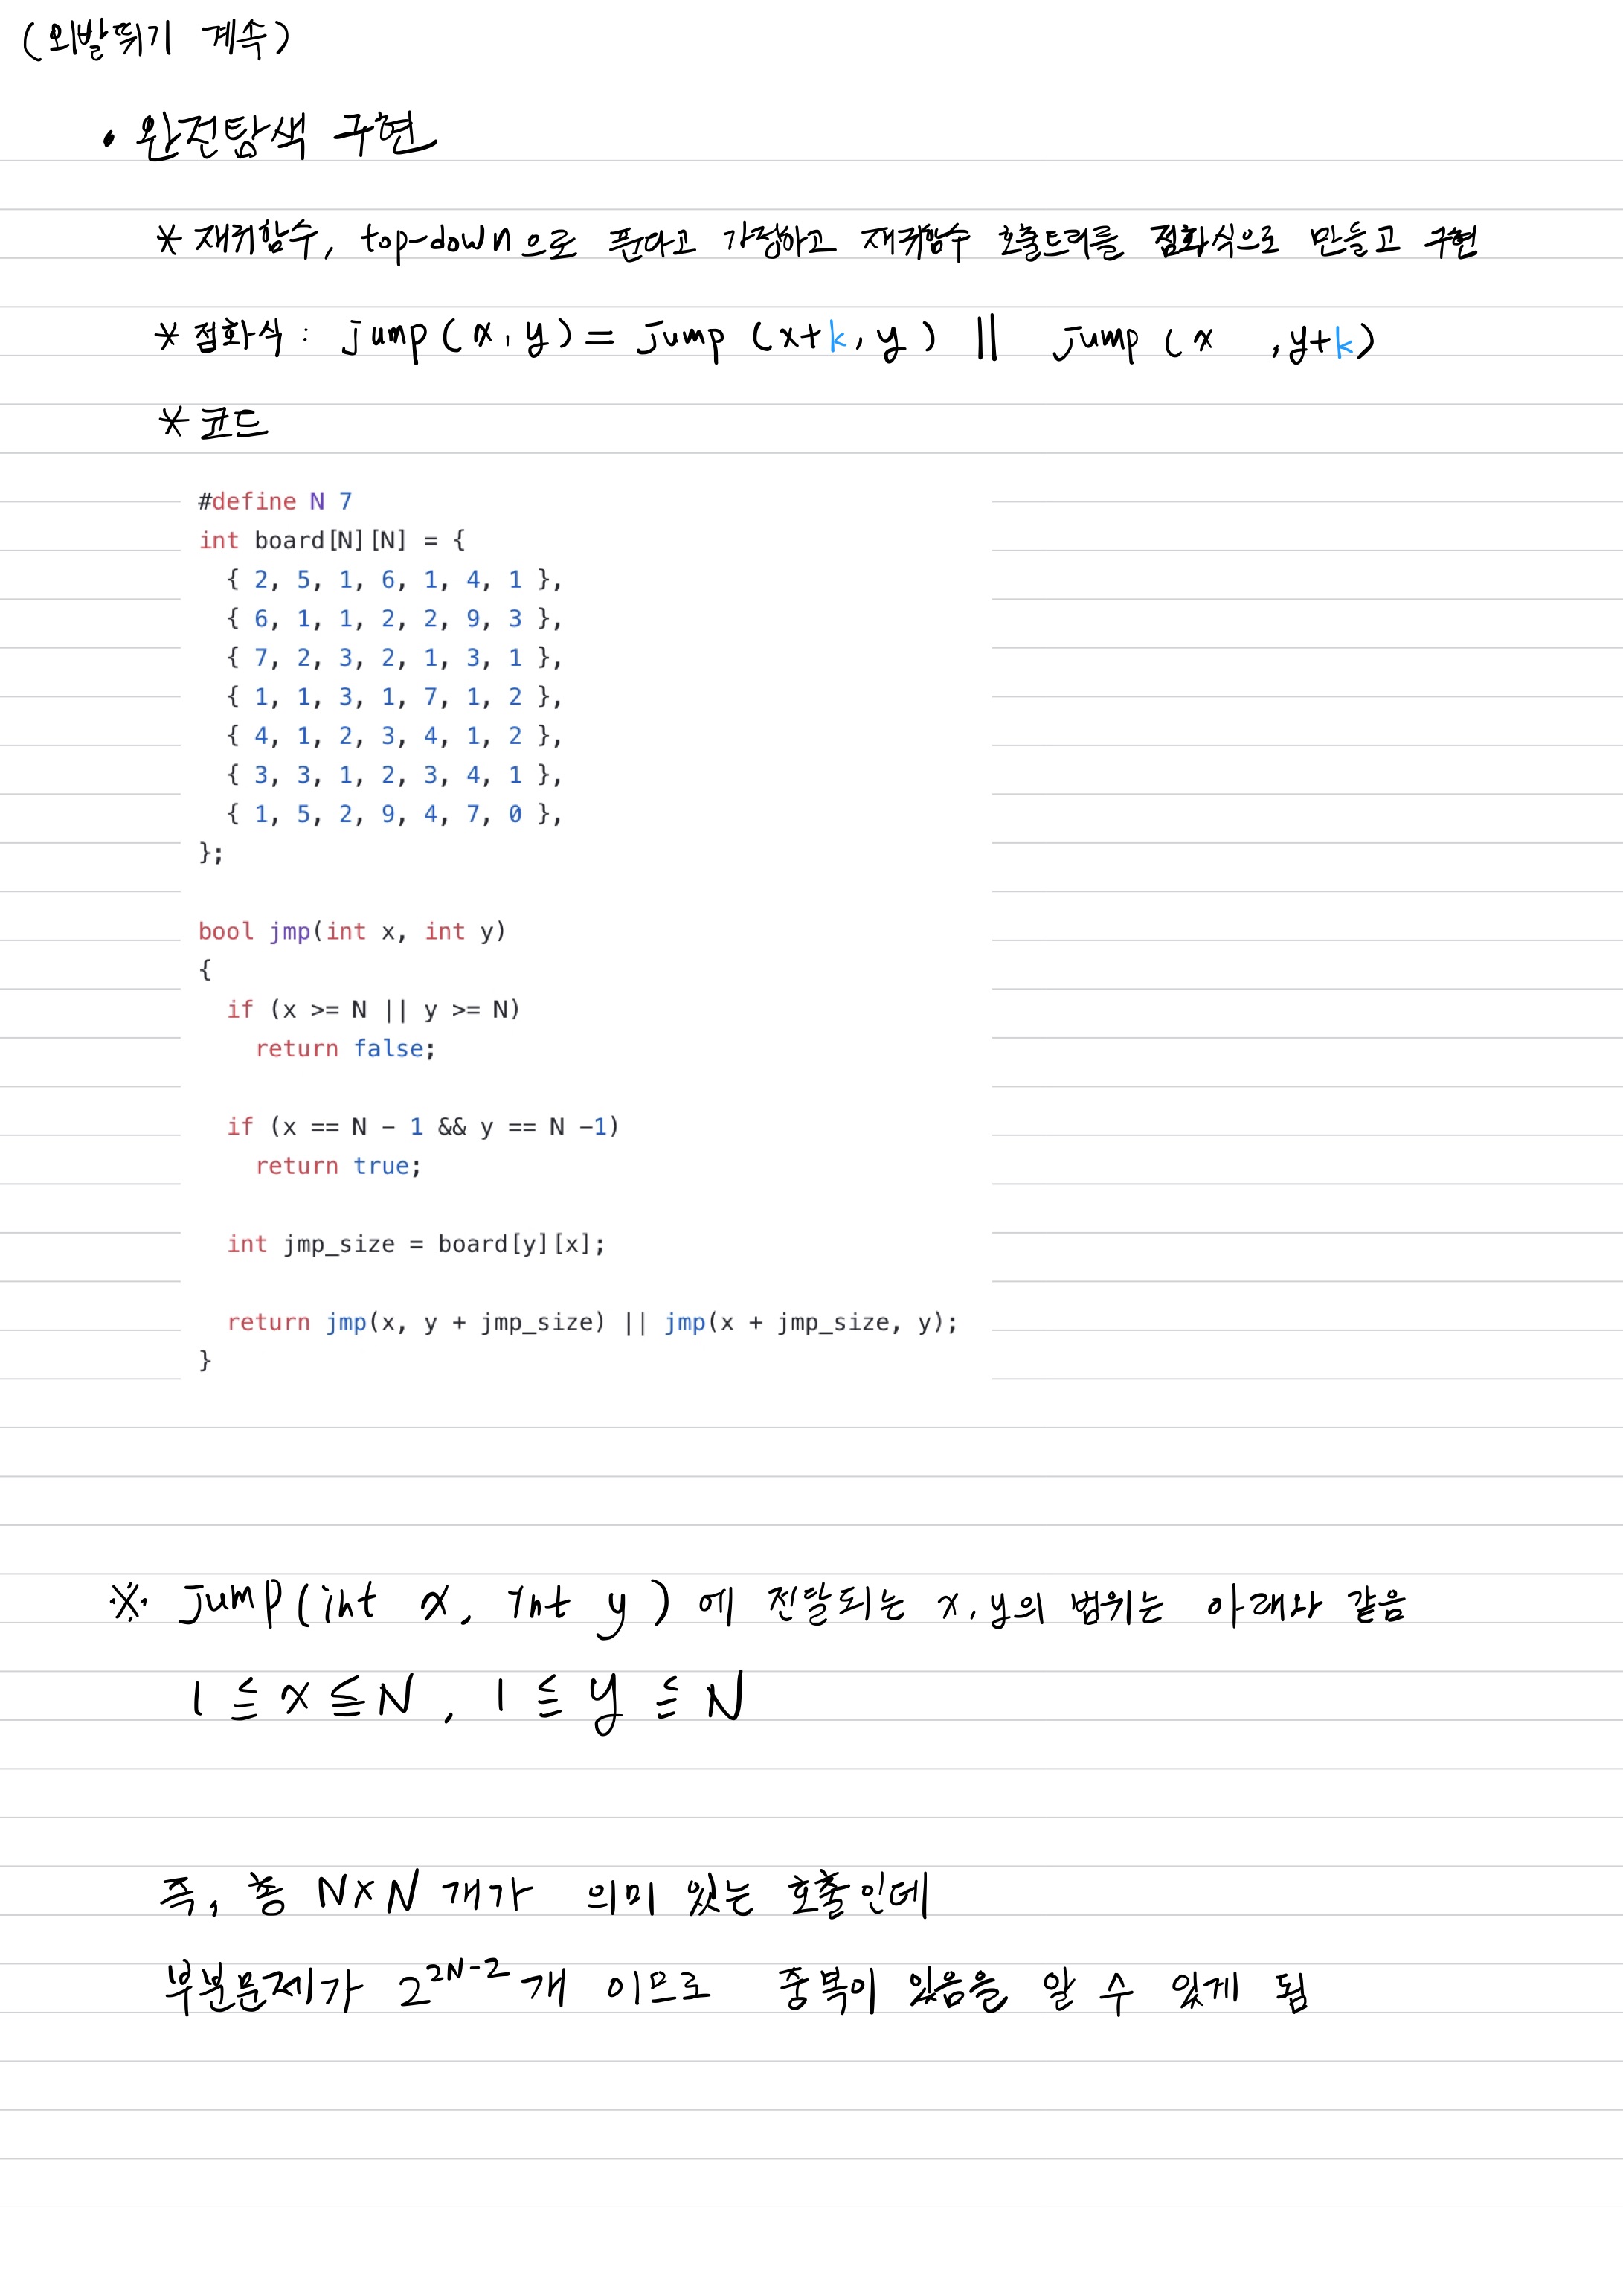 (외발뛰기 계속)
• 완전탐색 구현
* 재귀함수, top-down으로 푼다고 가정하고 재귀함수 호출트리를 점화식으로 만들고 구현
* 점화식 : jump(x, y) = jump (x+k, y) || jump (x , y+k)
* 코드
#define N 7
int board[N][N] = {
  { 2, 5, 1, 6, 1, 4, 1 },
  { 6, 1, 1, 2, 2, 9, 3 },
  { 7, 2, 3, 2, 1, 3, 1 },
  { 1, 1, 3, 1, 7, 1, 2 },
  { 4, 1, 2, 3, 4, 1, 2 },
  { 3, 3, 1, 2, 3, 4, 1 },
  { 1, 5, 2, 9, 4, 7, 0 },
};
bool jmp(int x, int y)
{
  if (x >= N || y >= N)
    return false;
  if (x == N - 1 && y == N -1)
    return true;
  int jmp_size = board[y][x];
  return jmp(x, y + jmp_size) || jmp(x + jmp_size, y);
}
※ jump(int x, int y) 에 전달되는 x, y의 범위는 아래와 같음
1 ≦ x ≦ N , 1 ≦ y ≦ N
즉, 총 N×N 개가 의미 있는 호출인데
부분문제가 2^{2N-2}개 이므로 중복이 있음을 알 수 있게 됨